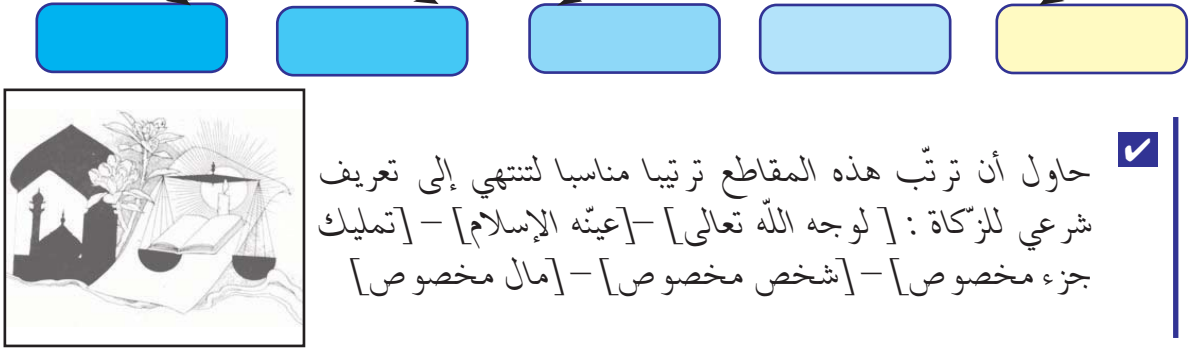 حاول أن ترتّب هذه المقاطع ترتيبا مناسبا لتنتهي إلى تعريف
شرعي للزّكاة : [ لوجه اللّه تعالى] –[عيّنه الإسلام] – [تمليك
جزء مخصوص] – [شخص مخصوص] – [مال مخصوص]